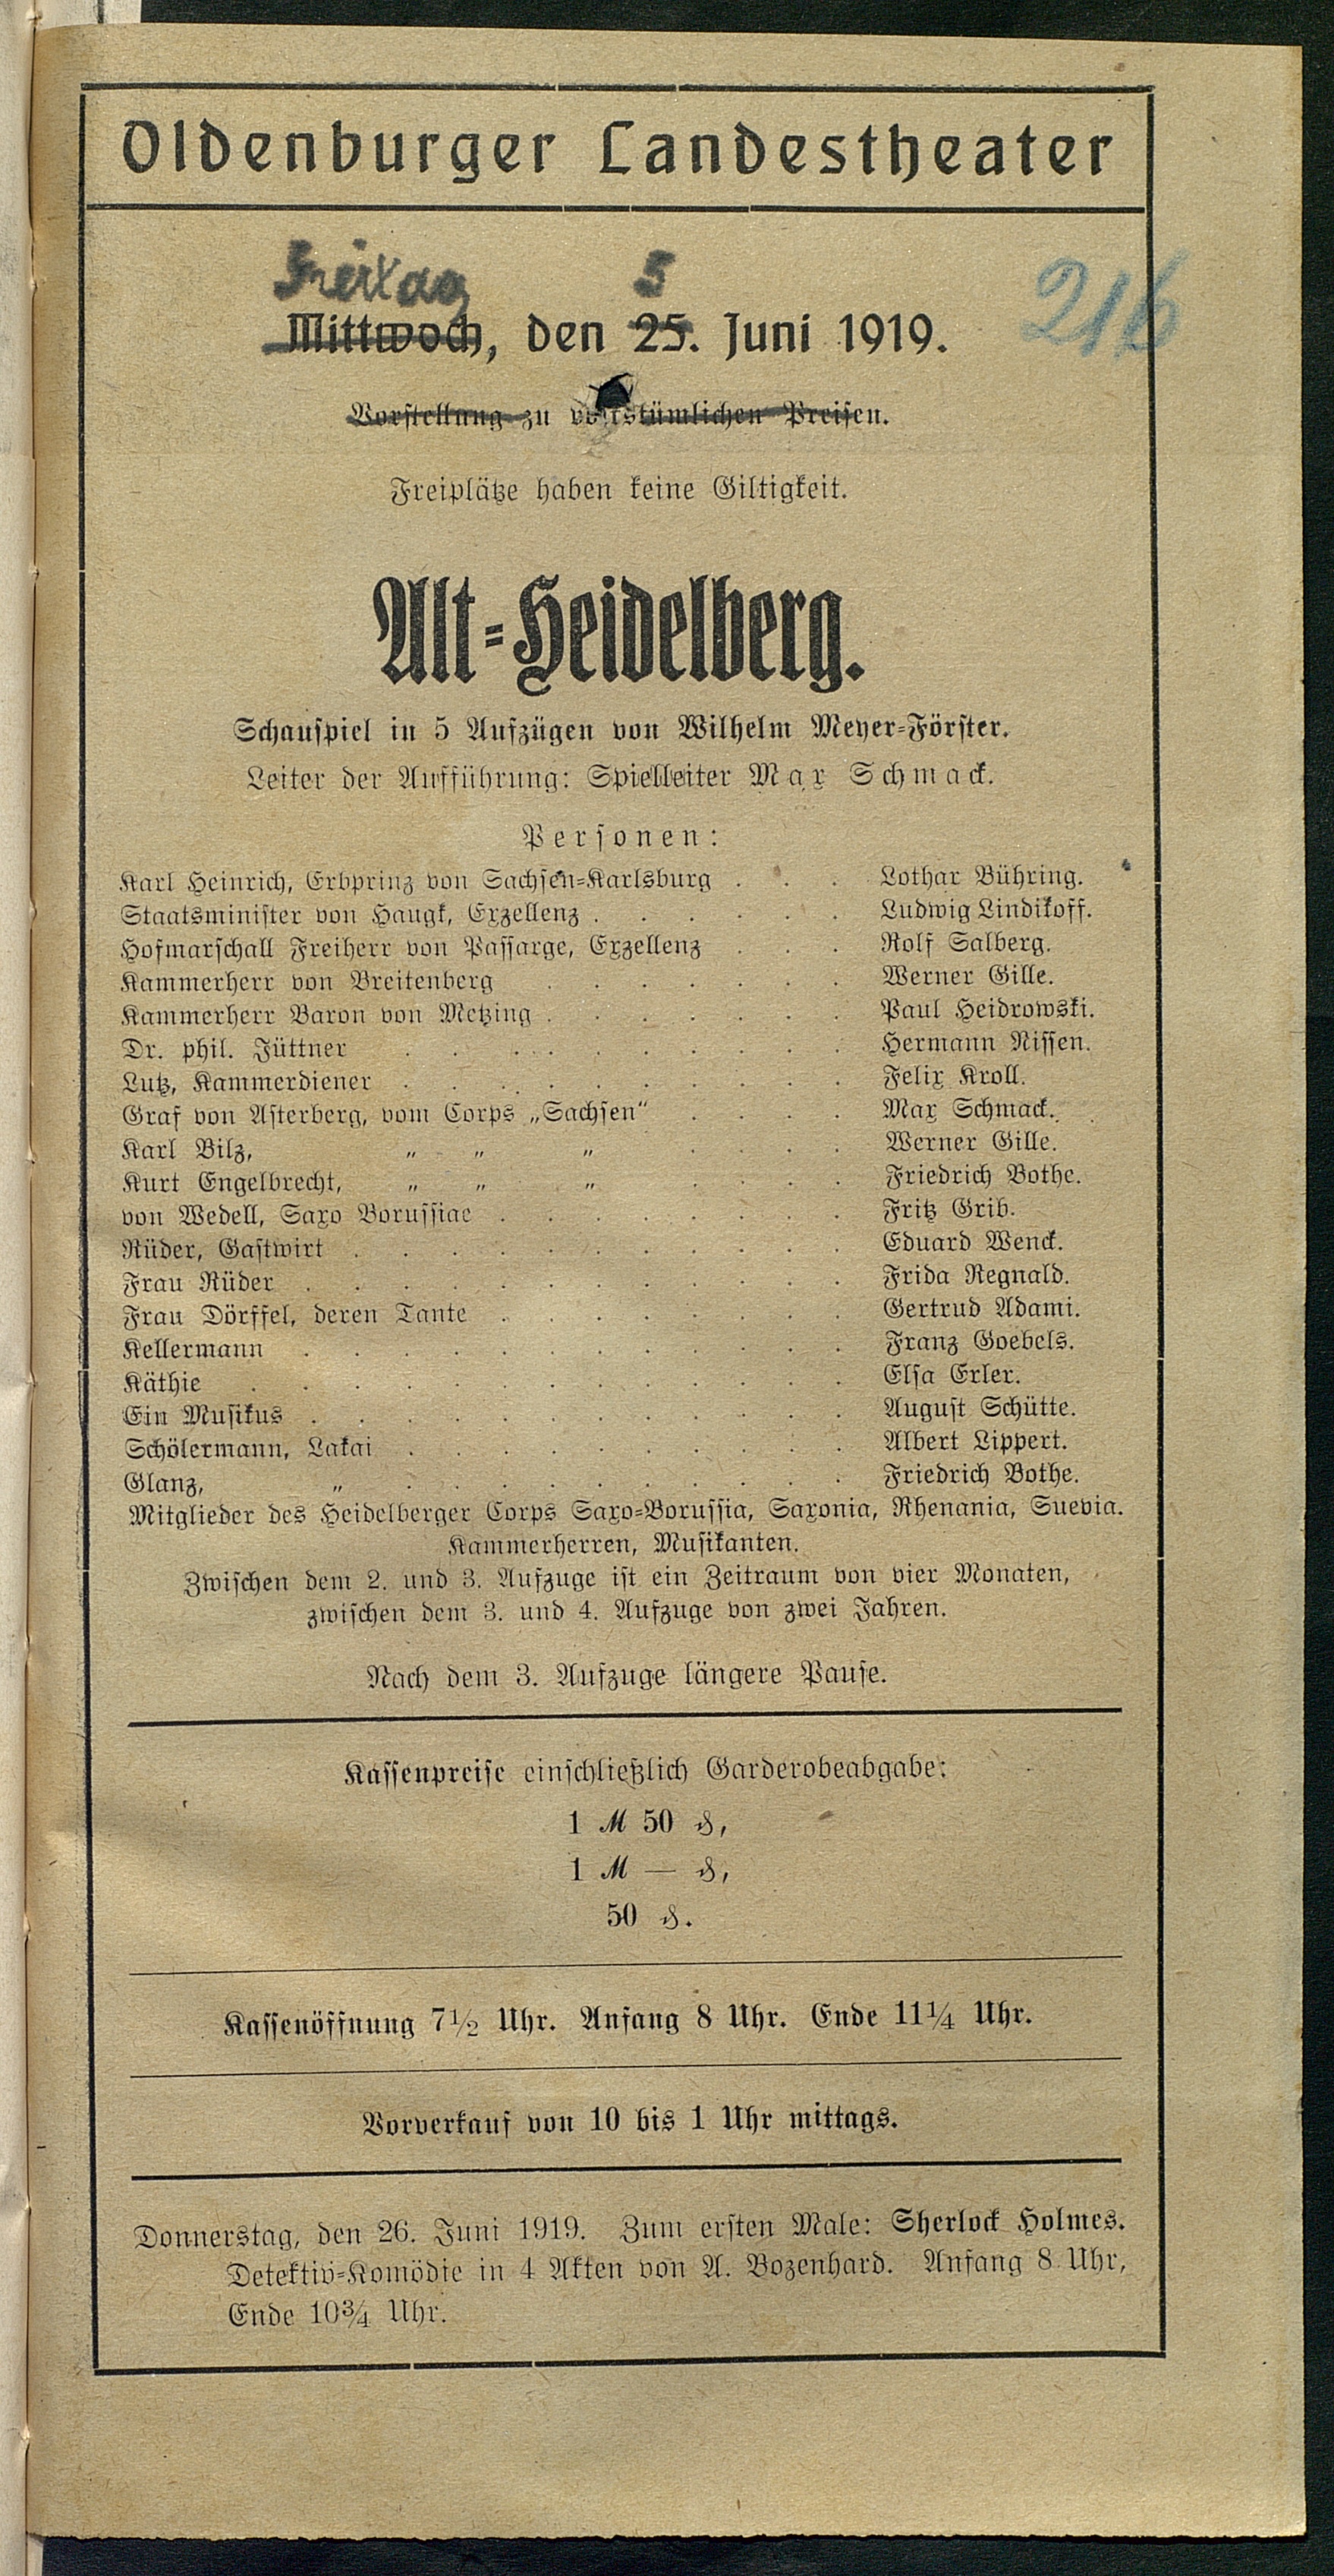 Oldenburger Landestheater
Freitag 5
216
Mittwoch, den 25. Juni 1919.
Vorstellung zu volkstümlichen Preisen.
Freiplätze haben keine Giltigkeit.
Alt-Heidelberg.
Schauspiel in 5 Aufzügen von Wilhelm Meyer-Förster.
Leiter der Aufführung: Spielleiter Max Schmack.
Personen:
Karl Heinrich, Erbprinz von Sachsen-Karlsburg . . . Lothar Bühring.
Staatsminister von Haugk, Exzellenz . . . . . . Ludwig Lindikoff.
Hofmarschall Freiherr von Passarge, Exzellenz . . . Rolf Salberg.
Kammerherr von Breitenberg . . . . . . . Werner Gille.
Kammerherr Baron von Metzing . . . . . . . Paul Heidrowski.
Dr. phil. Jüttner . . . . . . . . . . Hermann Nissen.
Lutz, Kammerdiener . . . . . . . . . . Felix Kroll.
Graf von Asterberg, vom Corps „Sachsen“ . . . . Max Schmack.
Karl Bilz, „ „ „ . . . . Werner Gille.
Kurt Engelbrecht, „ „ „ . . . . Friedrich Bothe.
von Wedell, Saxo Borussiae . . . . . . . . Fritz Grib.
Rüder, Gastwirt . . . . . . . . . . . Eduard Wenck.
Frau Rüder . . . . . . . . . . . . Frida Regnald.
Frau Dörffel, deren Tante . . . . . . . . Gertrud Adami.
Kellermann . . . . . . . . . . . . Franz Goebels.
Käthie . . . . . . . . . . . . . Elsa Erler.
Ein Musikus . . . . . . . . . . . . August Schütte.
Schölermann, Lakai . . . . . . . . . . Albert Lippert.
Glanz, „ . . . . . . . . . . Friedrich Bothe.
Mitglieder des Heidelberger Corps Saxo-Borussia, Saxonia, Rhenania, Suevia.
Kammerherren, Musikanten.
Zwischen dem 2. und 3. Aufzuge ist ein Zeitraum von vier Monaten,
zwischen dem 3. und 4. Aufzuge von zwei Jahren.
Nach dem 3. Aufzuge längere Pause.
Kassenpreise einschließlich Garderobeabgabe:
1 ℳ 50 ₰,
1 ℳ — ₰,
50 ₰.
Kassenöffnung 7½ Uhr. Anfang 8 Uhr. Ende 11¼ Uhr.
Vorverkauf von 10 bis 1 Uhr mittags.
Donnerstag, den 26. Juni 1919. Zum ersten Male: Sherlock Holmes.
Detektiv-Komödie in 4 Akten von A. Bozenhard. Anfang 8 Uhr,
Ende 10¾ Uhr.